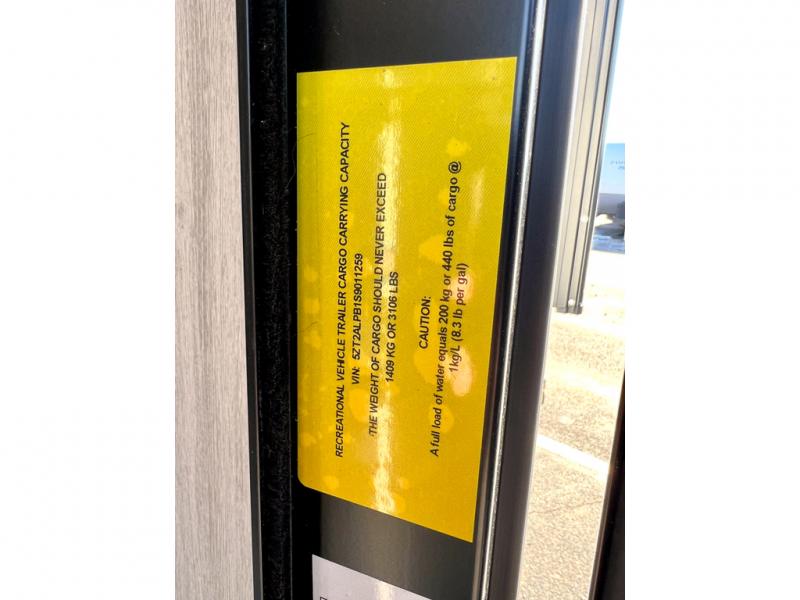 RECREATIONAL VEHICLE TRAILER CARGO CARRYING CAPACITY
VIN: 5ZT2ALPB1S9011259
THE WEIGHT OF CARGO SHOULD NEVER EXCEED
1409 KG OR 3106 LBS
CAUTION:
A full load of water equals 200 kg or 440 lbs of cargo @
1kg/L (8.3 lb per gal)